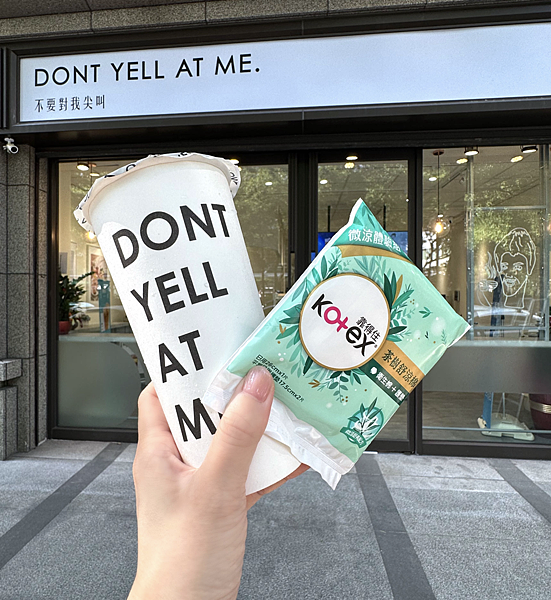 DONT YELL AT ME.
不要對我尖叫
DONT
YELL
AT
M
微涼體驗
kotex
靠得住
茶樹舒涼棉